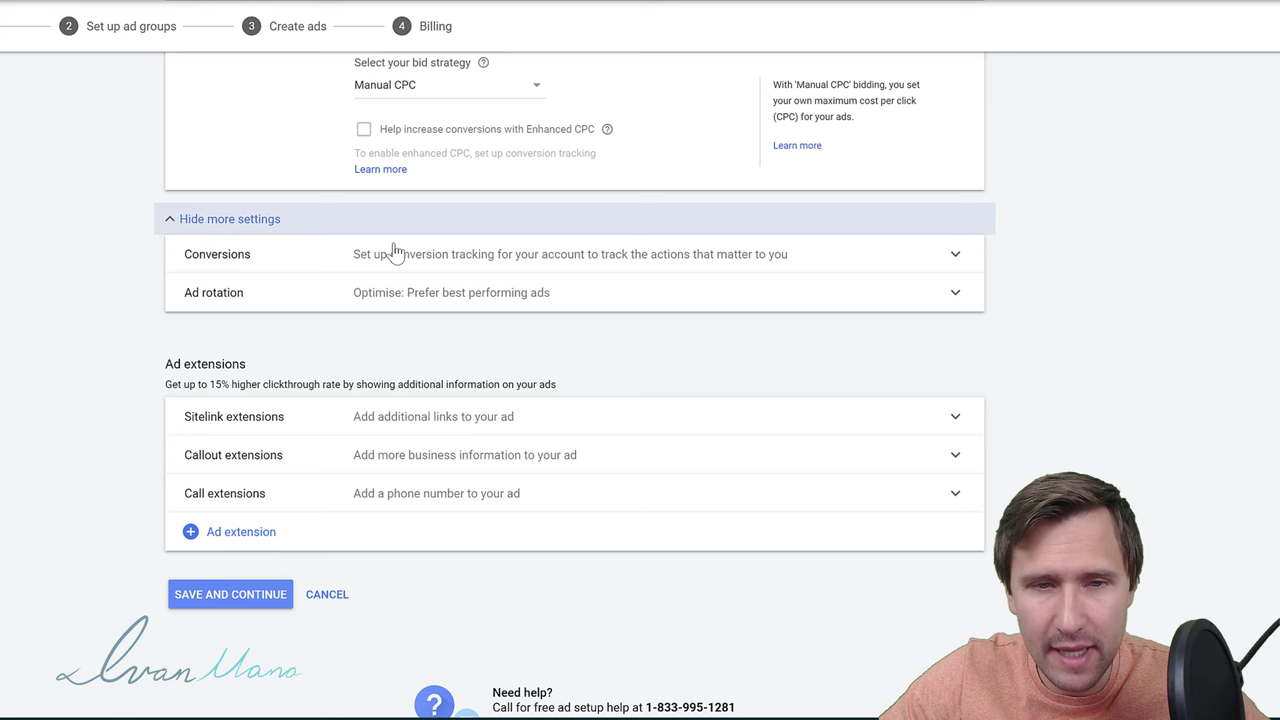 2 Set up ad groups 3 Create ads 4 Billing
Select your bid strategy ?
Manual CPC
With 'Manual CPC' bidding, you set
your own maximum cost per click
(CPC) for your ads.
Learn more
Help increase conversions with Enhanced CPC ?
To enable enhanced CPC, set up conversion tracking
Learn more
Hide more settings
Conversions Set up conversion tracking for your account to track the actions that matter to you
Ad rotation Optimise: Prefer best performing ads
Ad extensions
Get up to 15% higher clickthrough rate by showing additional information on your ads
Sitelink extensions Add additional links to your ad
Callout extensions Add more business information to your ad
Call extensions Add a phone number to your ad
+ Ad extension
SAVE AND CONTINUE CANCEL
Ivan Mana
? Need help?
Call for free ad setup help at 1-833-995-1281